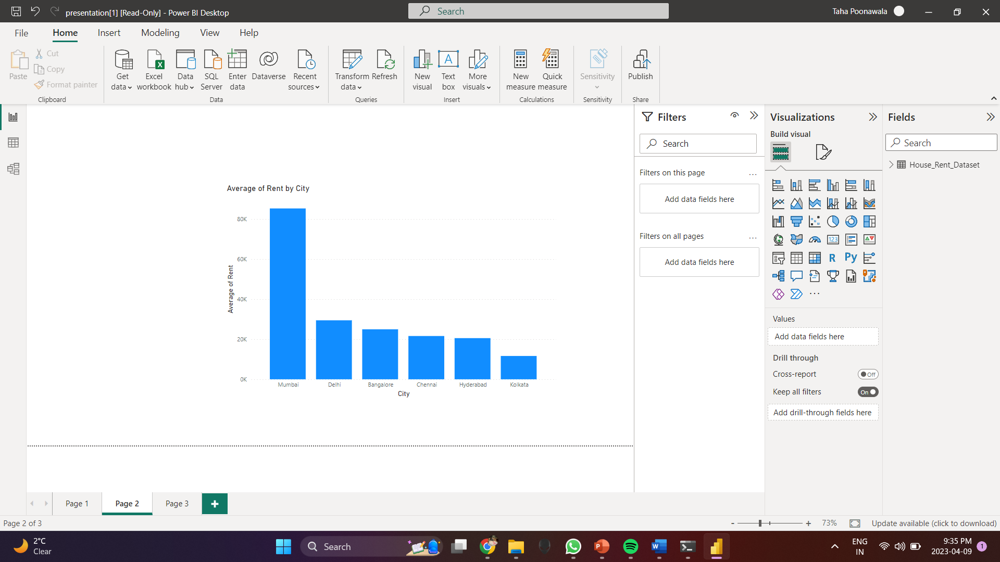 presentation[1] [Read-Only] - Power BI Desktop
Search
Taha Poonawala
File
Home
Insert
Modeling
View
Help
Paste
Cut
Copy
Format painter
Clipboard
Get data
Excel workbook
Data hub
SQL Server
Enter data
Dataverse
Recent sources
Data
Transform data
Refresh
Queries
New visual
Text box
A
More visuals
Insert
New measure
Quick measure
Calculations
Sensitivity
Sensitivity
Publish
Share
Average of Rent by City
80K
60K
40K
20K
0K
Average of Rent
Mumbai
Delhi
Bangalore
Chennai
Hyderabad
Kolkata
City
Filters
Search
Filters on this page
...
Add data fields here
Filters on all pages
...
Add data fields here
Visualizations
Build visual
123
R
Py
...
Values
Add data fields here
Drill through
Cross-report
Off
Keep all filters
On
Add drill-through fields here
Fields
Search
House_Rent_Dataset
Page 1
Page 2
Page 3
+
Page 2 of 3
-
+
73%
Update available (click to download)
2°C
Clear
Search
ENG
IN
9:35 PM
2023-04-09
1